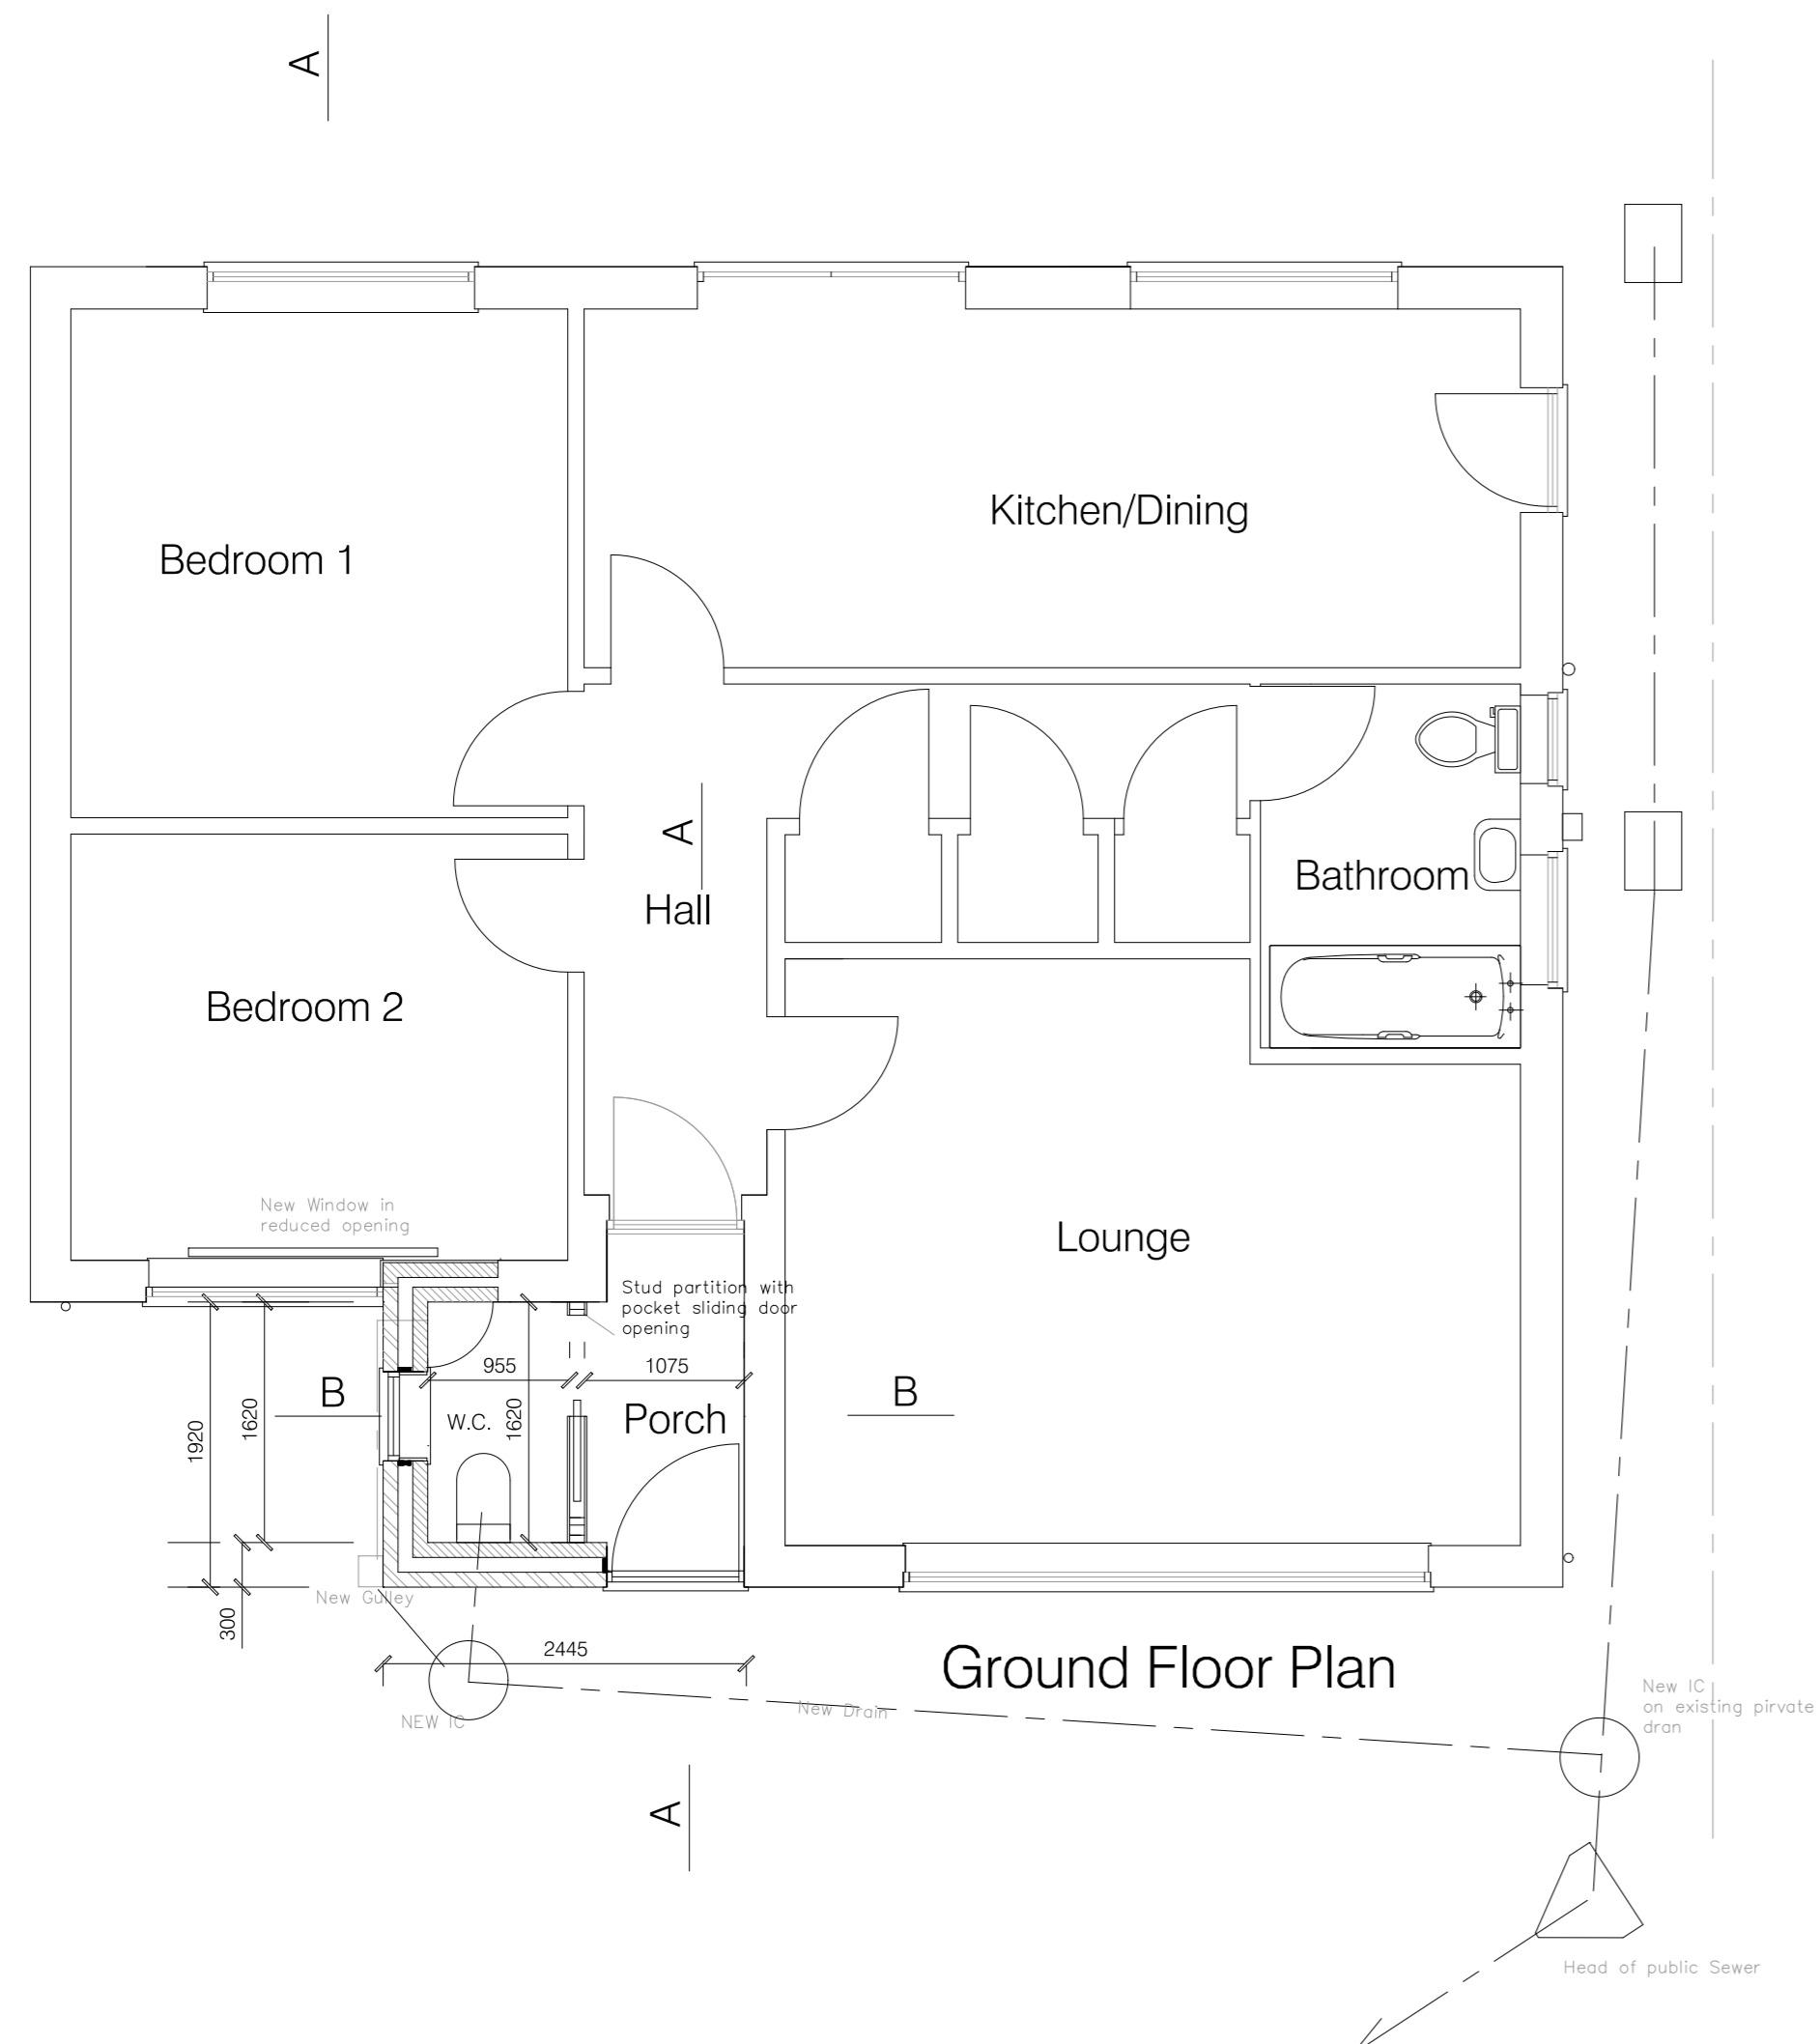 A
Kitchen/Dining
Bedroom 1
A
Bathroom
Hall
Bedroom 2
New Window in
reduced opening
Lounge
Stud partition with
pocket sliding door
opening
955
1075
B
B
1920
1620
W.C.
1620
Porch
New Gulley
300
2445
Ground Floor Plan
NEW IC
New Drain
New IC
on existing pirvate
dran
A
Head of public Sewer